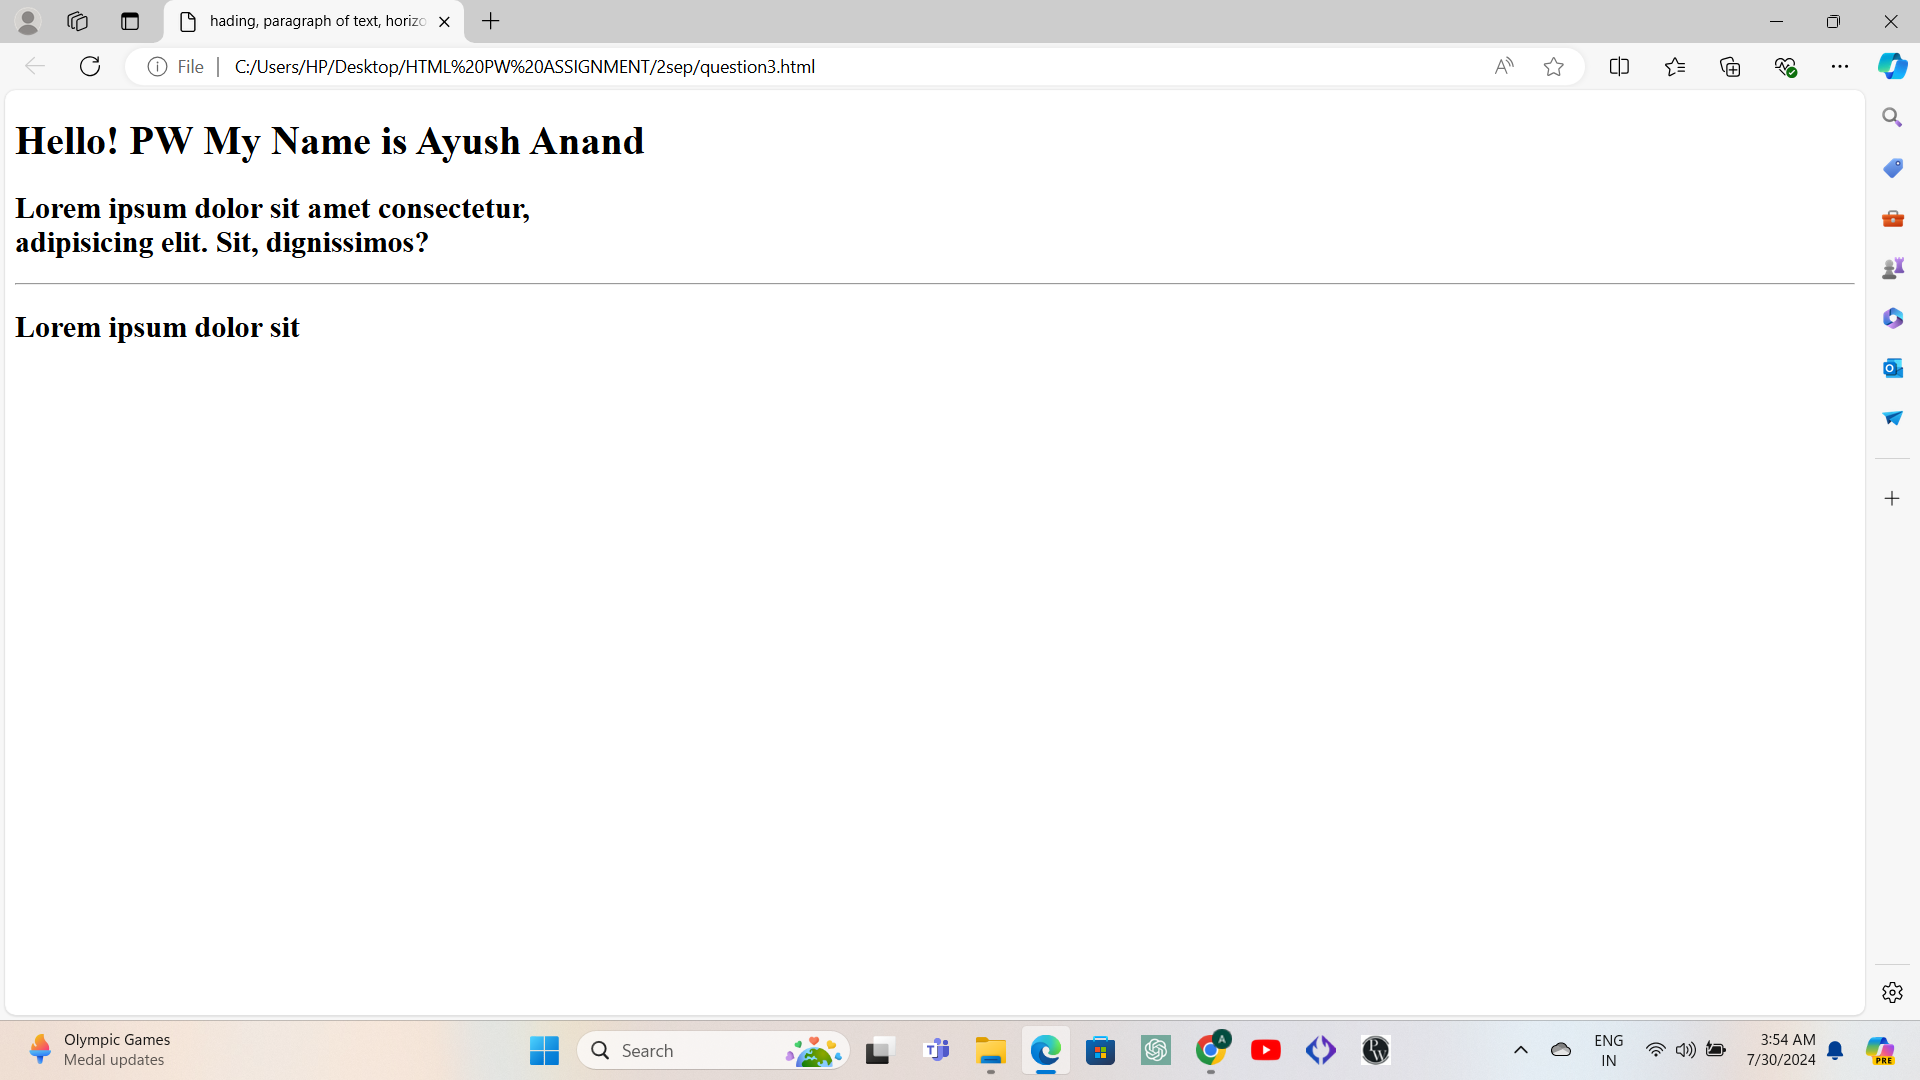 hading, paragraph of text, horizo
File
C:/Users/HP/Desktop/HTML%20PW%20ASSIGNMENT/2sep/question3.html
Hello! PW My Name is Ayush Anand
Lorem ipsum dolor sit amet consectetur,
adipisicing elit. Sit, dignissimos?
Lorem ipsum dolor sit
Olympic Games
Medal updates
Search
A
PW
ENG
IN
3:54 AM
7/30/2024
PRE